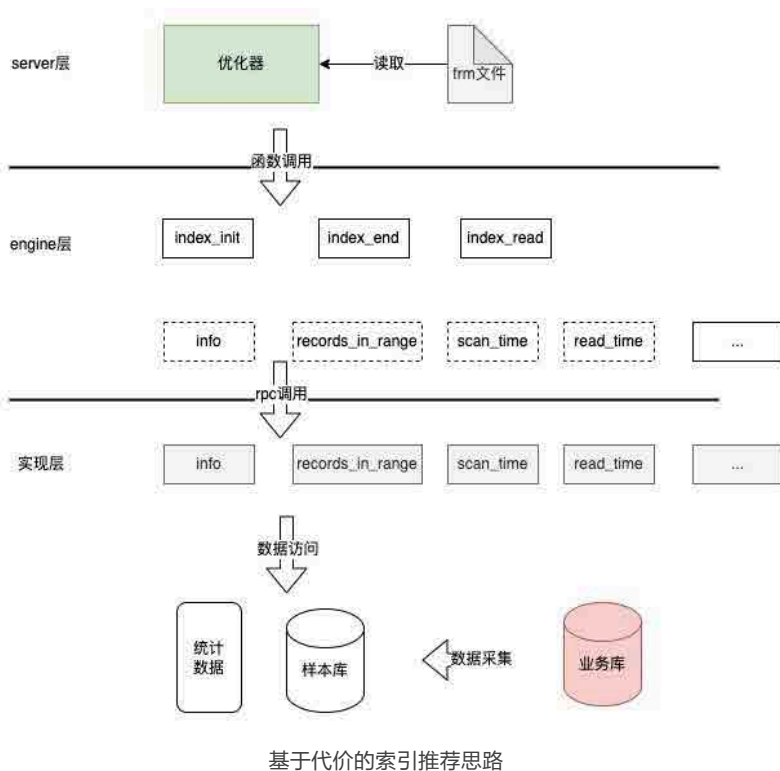 server层
优化器
读取
frm文件
函数调用
engine层
index_init
index_end
index_read
info
records_in_range
scan_time
read_time
...
rpc调用
实现层
info
records_in_range
scan_time
read_time
...
数据访问
统计
数据
样本库
数据采集
业务库
基于代价的索引推荐思路